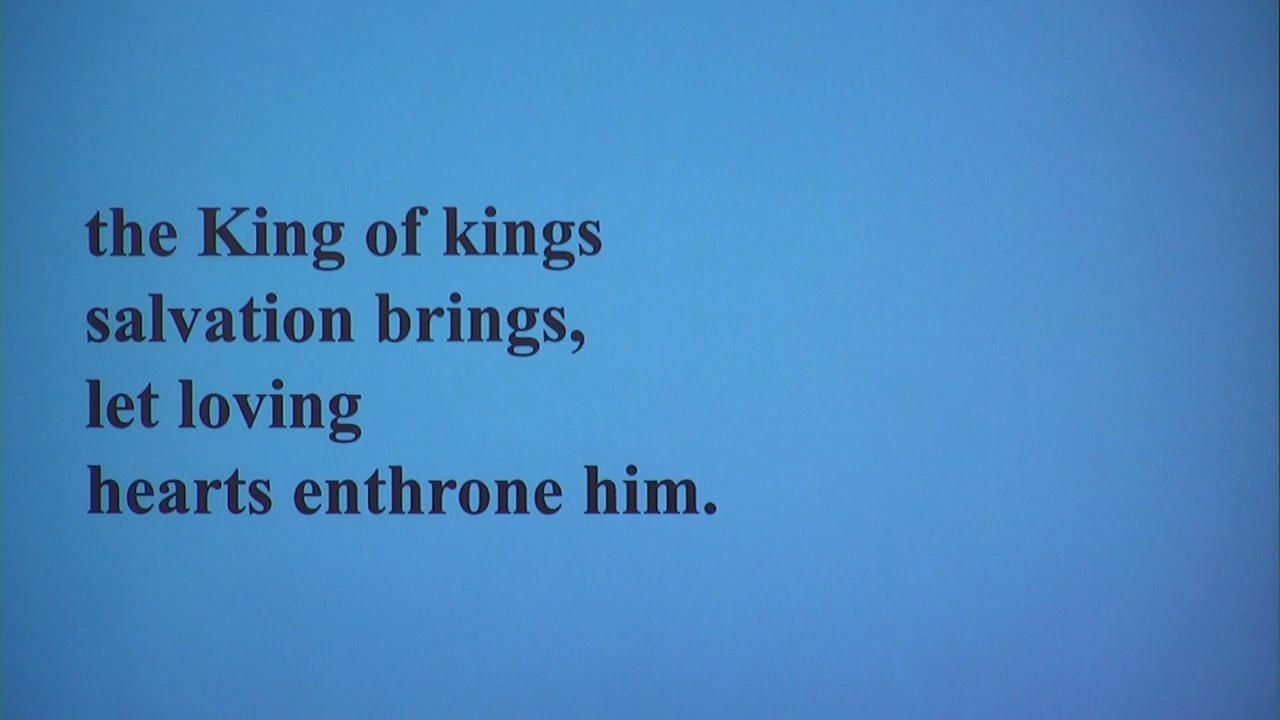 the King of kings
salvation brings,
let loving
hearts enthrone him.